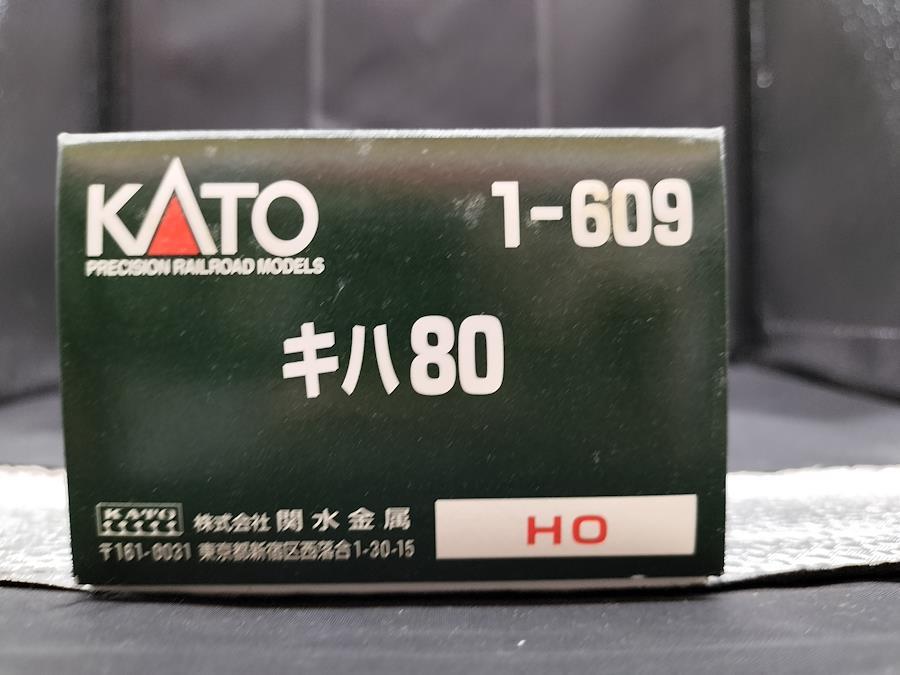 KATO 1-609
PRECISION RAILROAD MODELS
キハ80
KATO 株式会社 関水金属
〒161-0031 東京都新宿区西落合1-30-15
HO